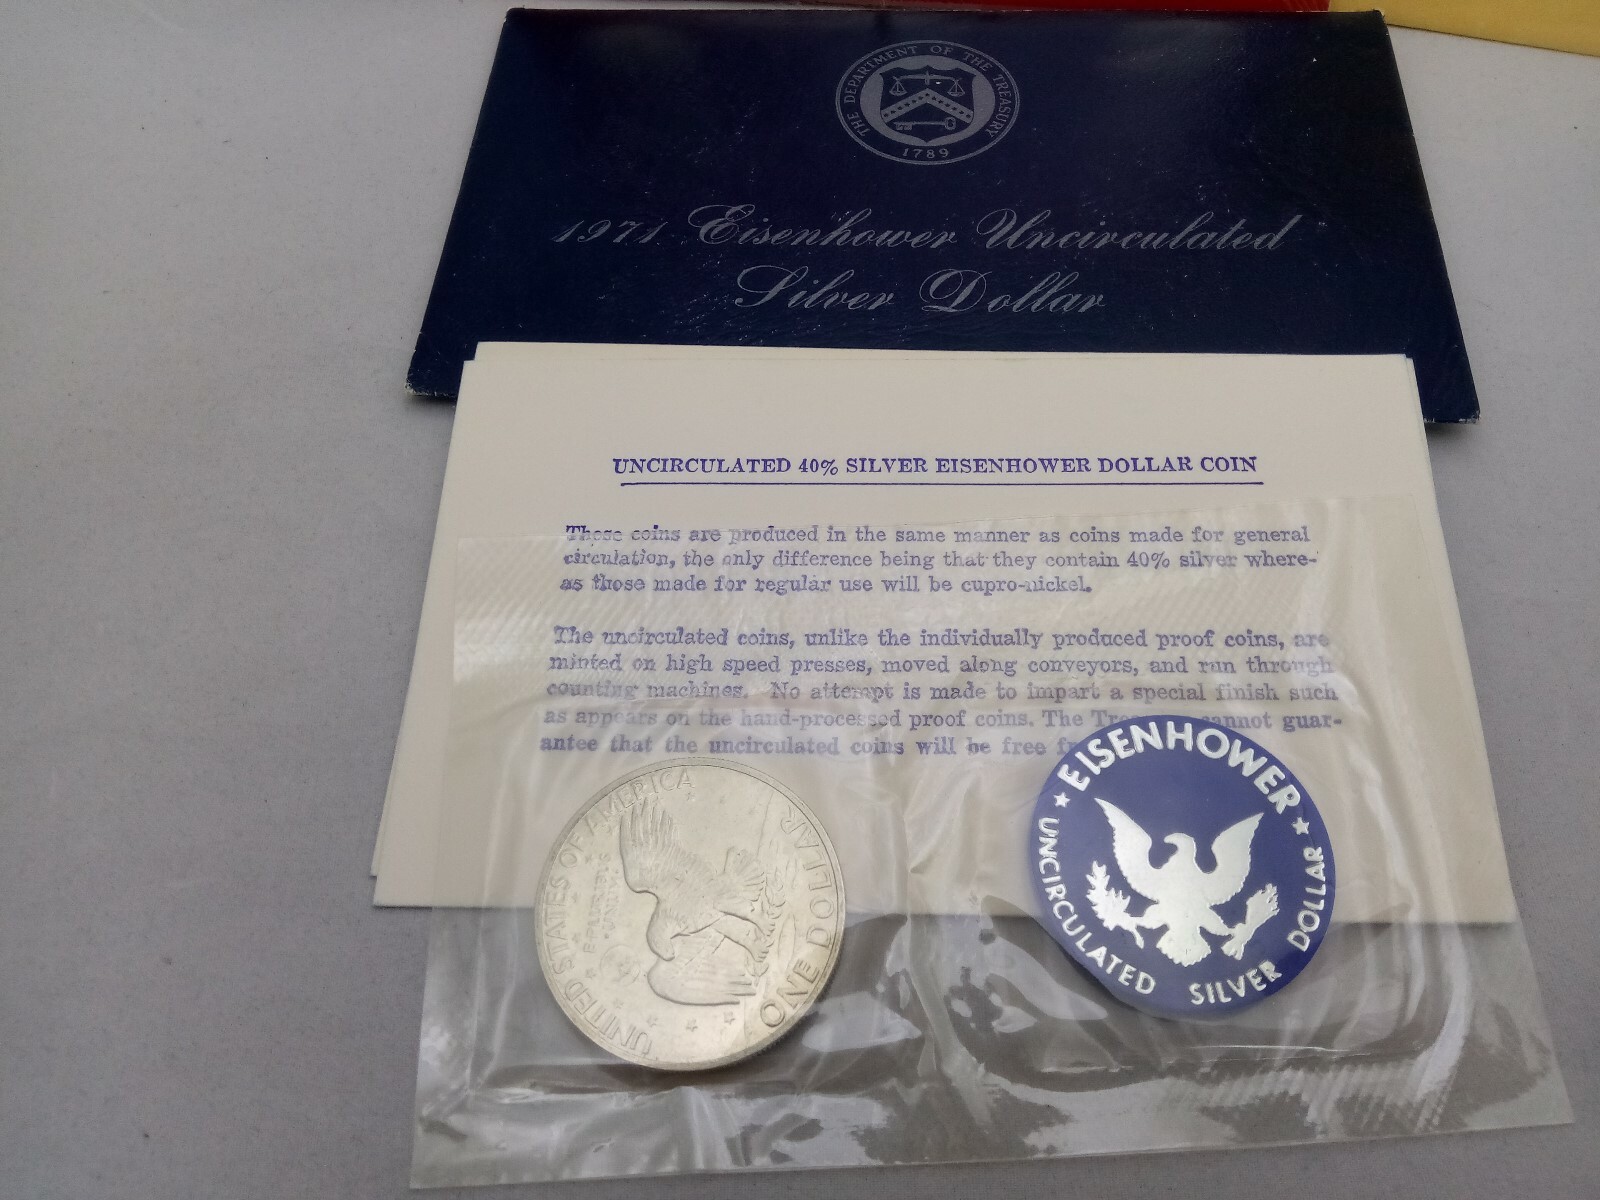 THE DEPARTMENT OF THE TREASURY
1789
1971 Eisenhower Uncirculated
Silver Dollar
UNCIRCULATED 40% SILVER EISENHOWER DOLLAR COIN
These coins are produced in the same manner as coins made for general
circulation, the only difference being that they contain 40% silver where-
as those made for regular use will be cupro-nickel.
The uncirculated coins, unlike the individually produced proof coins, are
minted on high speed presses, moved along conveyors, and run through
counting machines. No attempt is made to impart a special finish such
as appears on the hand-processed proof coins. The cannot guar-
antee that the uncirculated coins will be free
UNITED STATES OF AMERICA
E PLURIBUS
UNUM
ONE DOLLAR
EISENHOWER
UNCIRCULATED SILVER DOLLAR